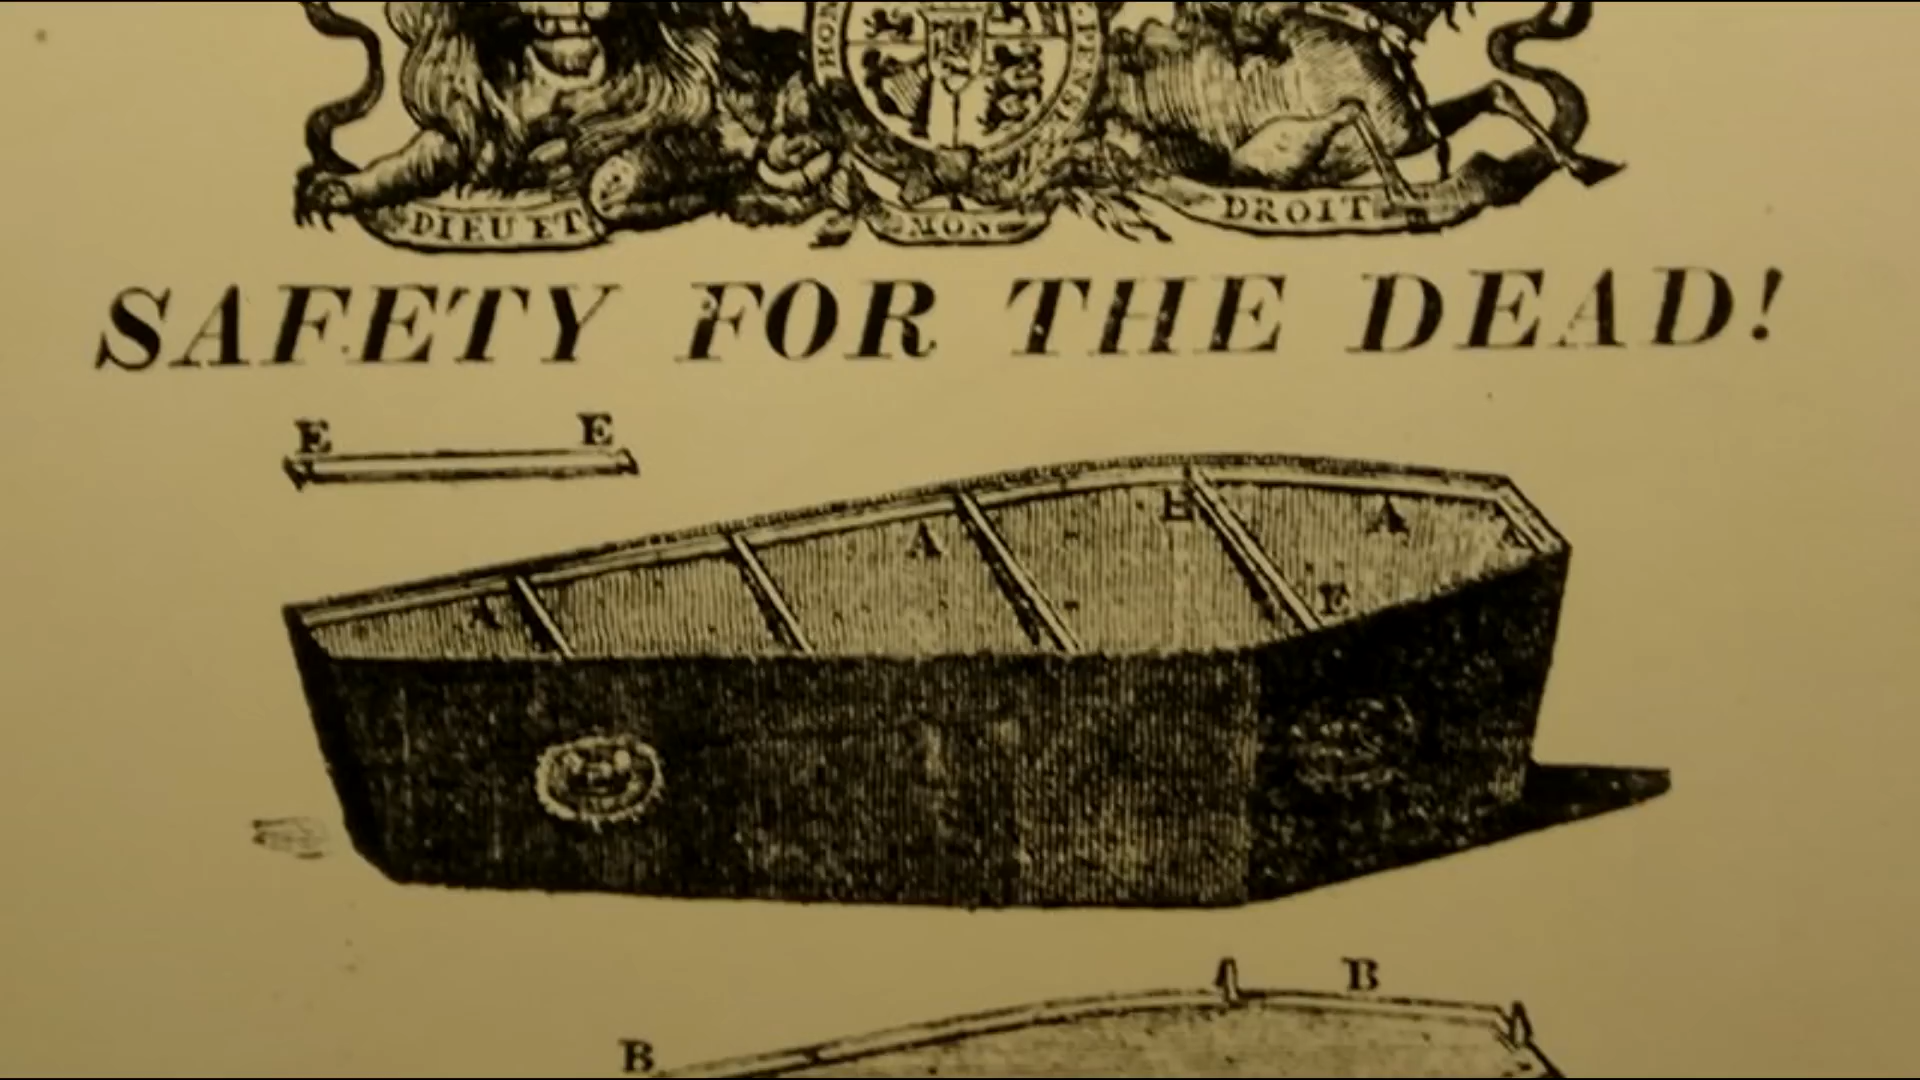 DIEU ET MON DROIT
SAFETY FOR THE DEAD!
E E
A A E A
E
B
B